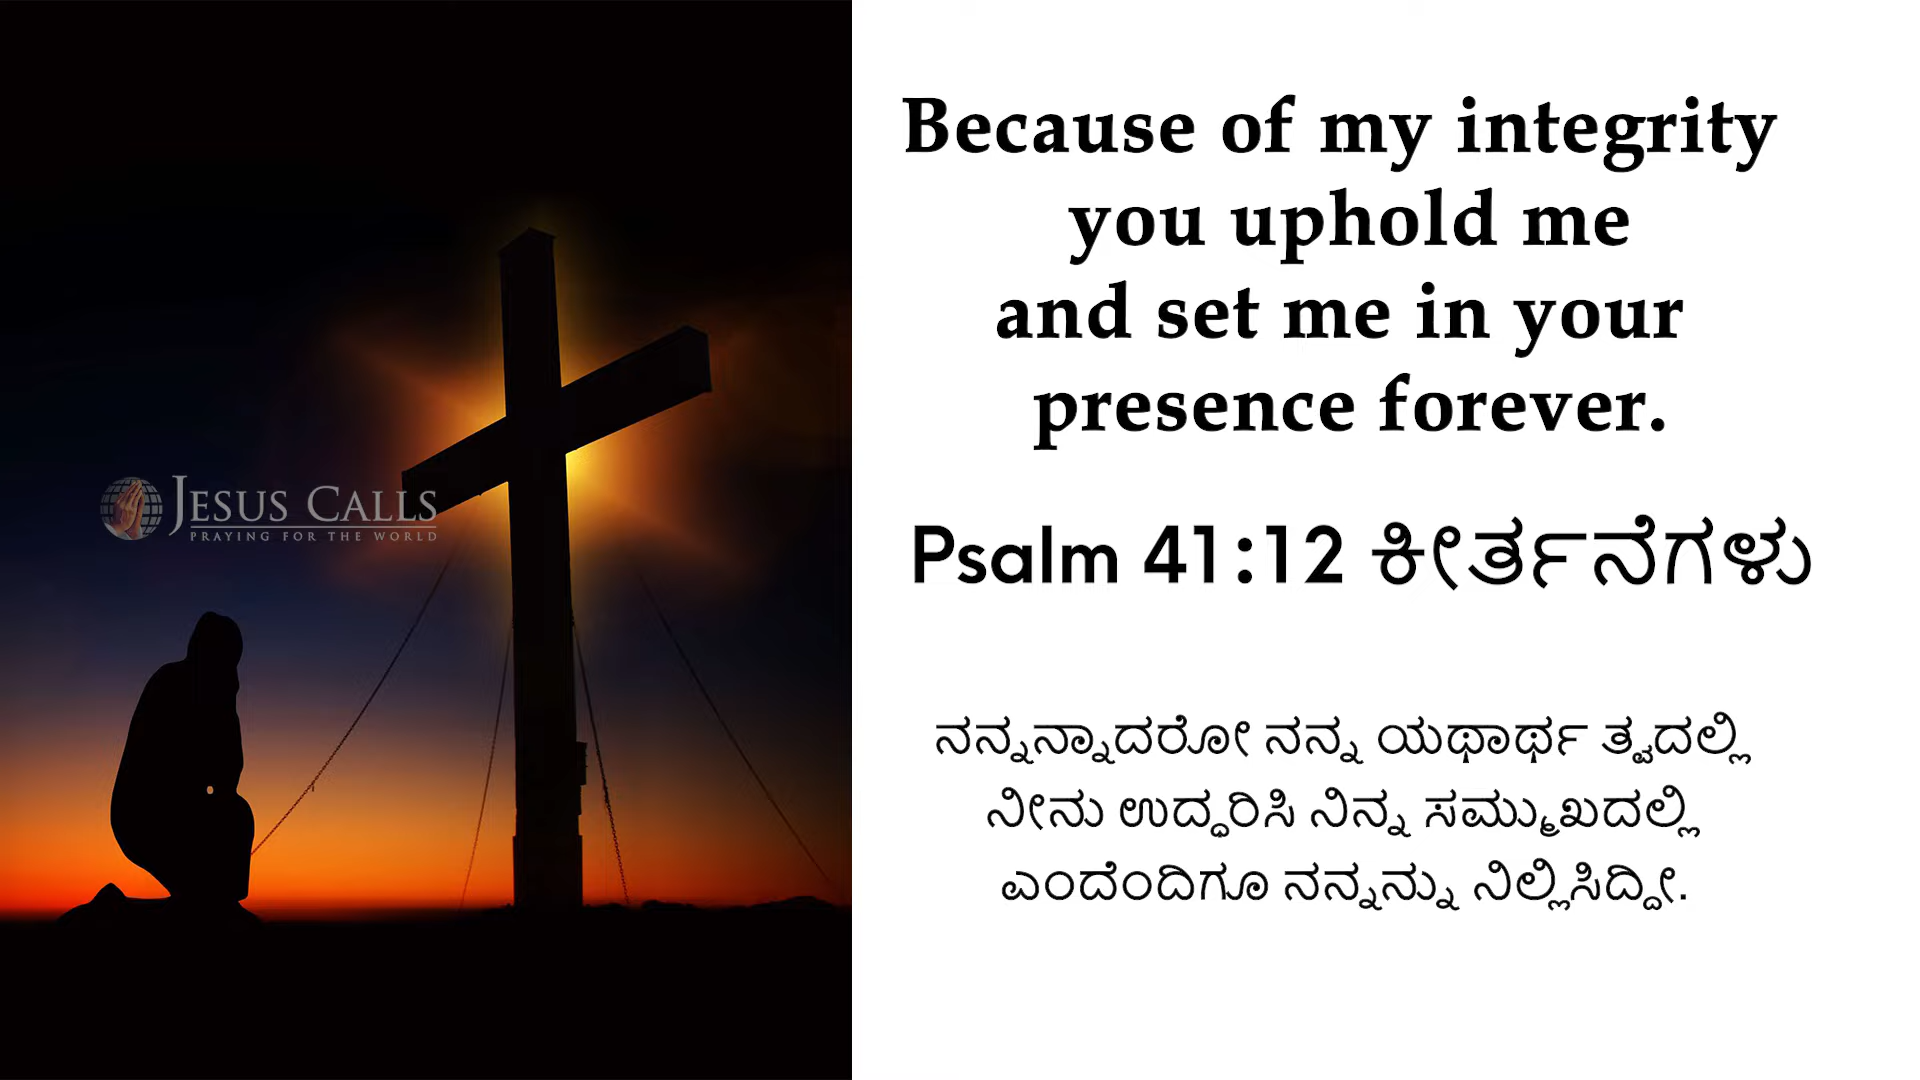 Because of my integrity
you uphold me
and set me in your
presence forever.
Psalm 41:12 ಕೀರ್ತನೆಗಳು
ನನ್ನನ್ನಾದರೋ ನನ್ನ ಯಥಾರ್ಥ ತ್ವದಲ್ಲಿ
ನೀನು ಉದ್ಧರಿಸಿ ನಿನ್ನ ಸಮ್ಮುಖದಲ್ಲಿ
ಎಂದೆಂದಿಗೂ ನನ್ನನ್ನು ನಿಲ್ಲಿಸಿದ್ದೀ.
JESUS CALLS
PRAYING FOR THE WORLD